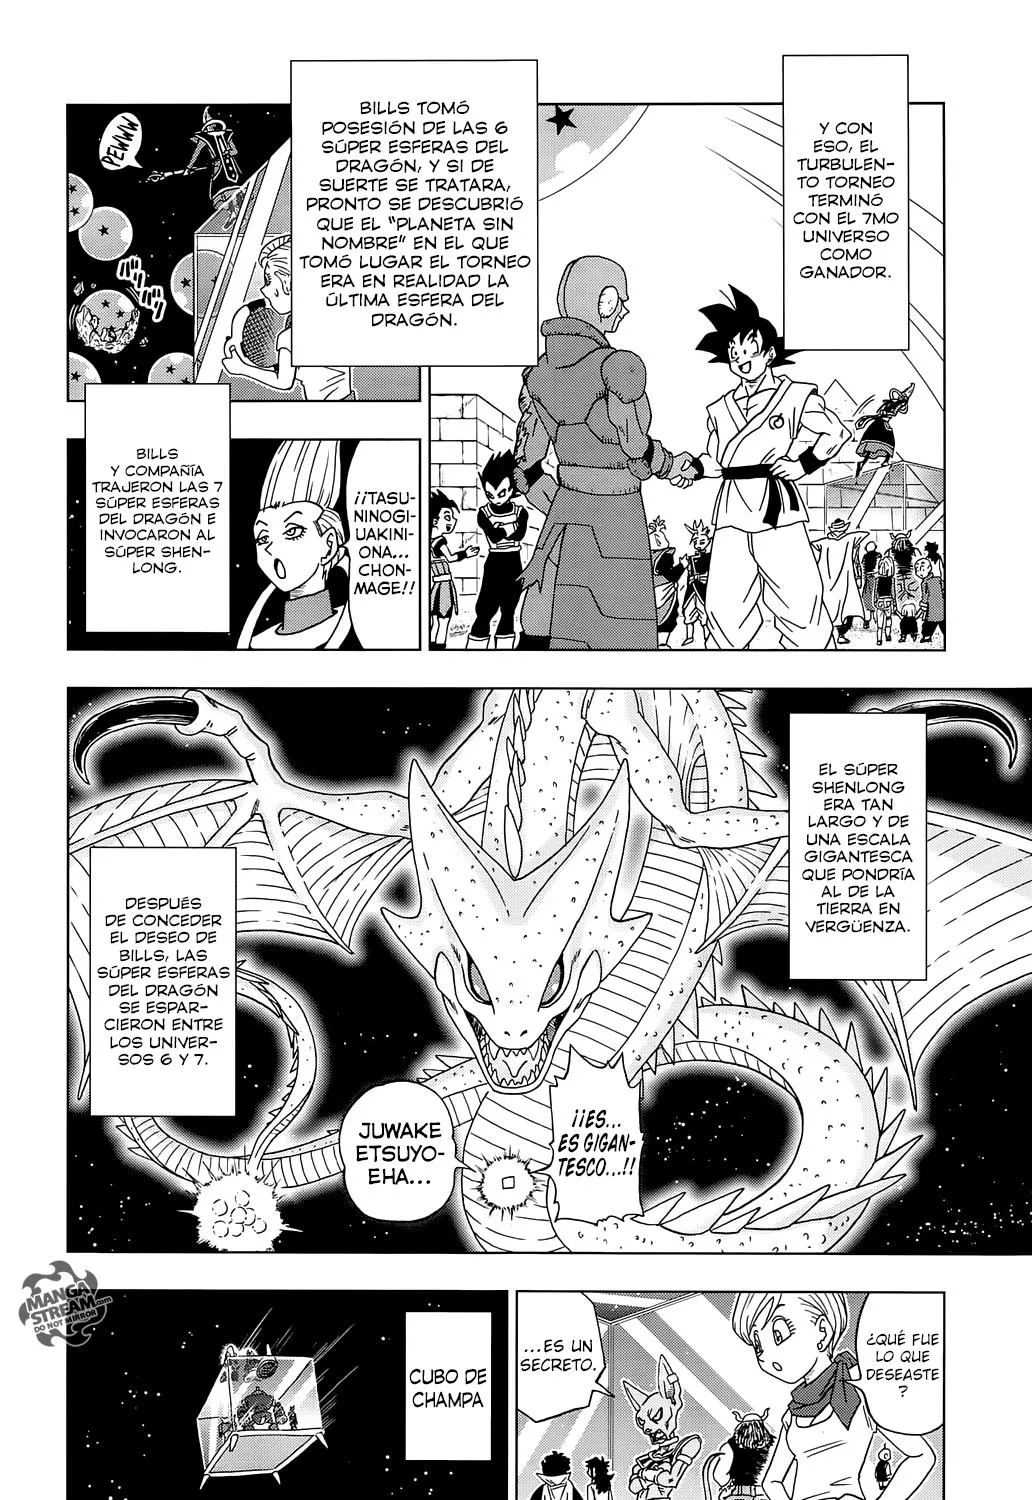 Y CON
ESO, EL
TURBULEN-
TO TORNEO
TERMINÓ
CON EL 7MO
UNIVERSO
COMO
GANADOR.
BILLS TOMÓ
POSESIÓN DE LAS 6
SÚPER ESFERAS DEL
DRAGÓN, Y SI DE
SUERTE SE TRATARA,
PRONTO SE DESCUBRIÓ
QUE EL "PLANETA SIN
NOMBRE" EN EL QUE
TOMÓ LUGAR EL TORNEO
ERA EN REALIDAD LA
ÚLTIMA ESFERA DEL
DRAGÓN.
PEWWW
¡¡TASU-
NINOGI-
UAKINI-
ONA...
CHON-
MAGE!!
BILLS
Y COMPAÑÍA
TRAJERON LAS 7
SÚPER ESFERAS
DEL DRAGÓN E
INVOCARON AL
SÚPER SHEN-
LONG.
EL SÚPER
SHENLONG
ERA TAN
LARGO Y DE
UNA ESCALA
GIGANTESCA
QUE PONDRÍA
AL DE LA
TIERRA EN
VERGÜENZA.
¡¡ES...
ES GIGAN-
TESCO...!!
JUWAKE
ETSUYO-
EHA...
DESPUÉS
DE CONCEDER
EL DESEO DE
BILLS, LAS
SÚPER ESFERAS
DEL DRAGÓN
SE ESPAR-
CIERON ENTRE
LOS UNIVER-
SOS 6 Y 7.
CUBO DE
CHAMPA
¿QUÉ FUE
LO QUE
DESEASTE
?
...ES UN
SECRETO.
MANGA
STREAM.com
DO NOT MIRROR!